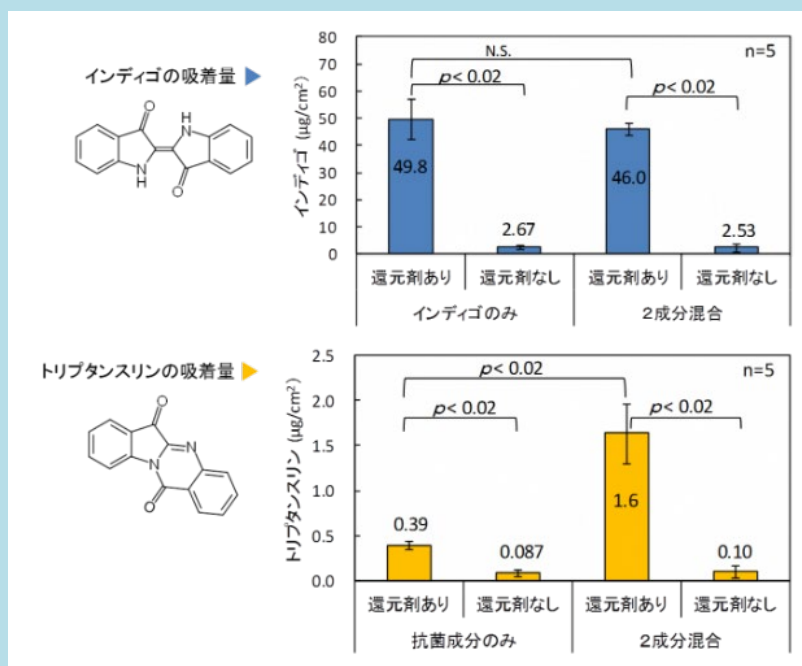 インディゴの吸着量
O
HN
N
H
O
インディゴ (μg/cm²)
80
70
60
50
40
30
20
10
0
n=5
N.S.
p< 0.02
p< 0.02
49.8
2.67
46.0
2.53
還元剤あり 還元剤なし 還元剤あり 還元剤なし
インディゴのみ 2成分混合
トリプタンスリンの吸着量
O
N
N
O
トリプタンスリン (μg/cm²)
2.5
2.0
1.5
1.0
0.5
0.0
n=5
p< 0.02
p< 0.02
p< 0.02
0.39
0.087
1.6
0.10
還元剤あり 還元剤なし 還元剤あり 還元剤なし
抗菌成分のみ 2成分混合